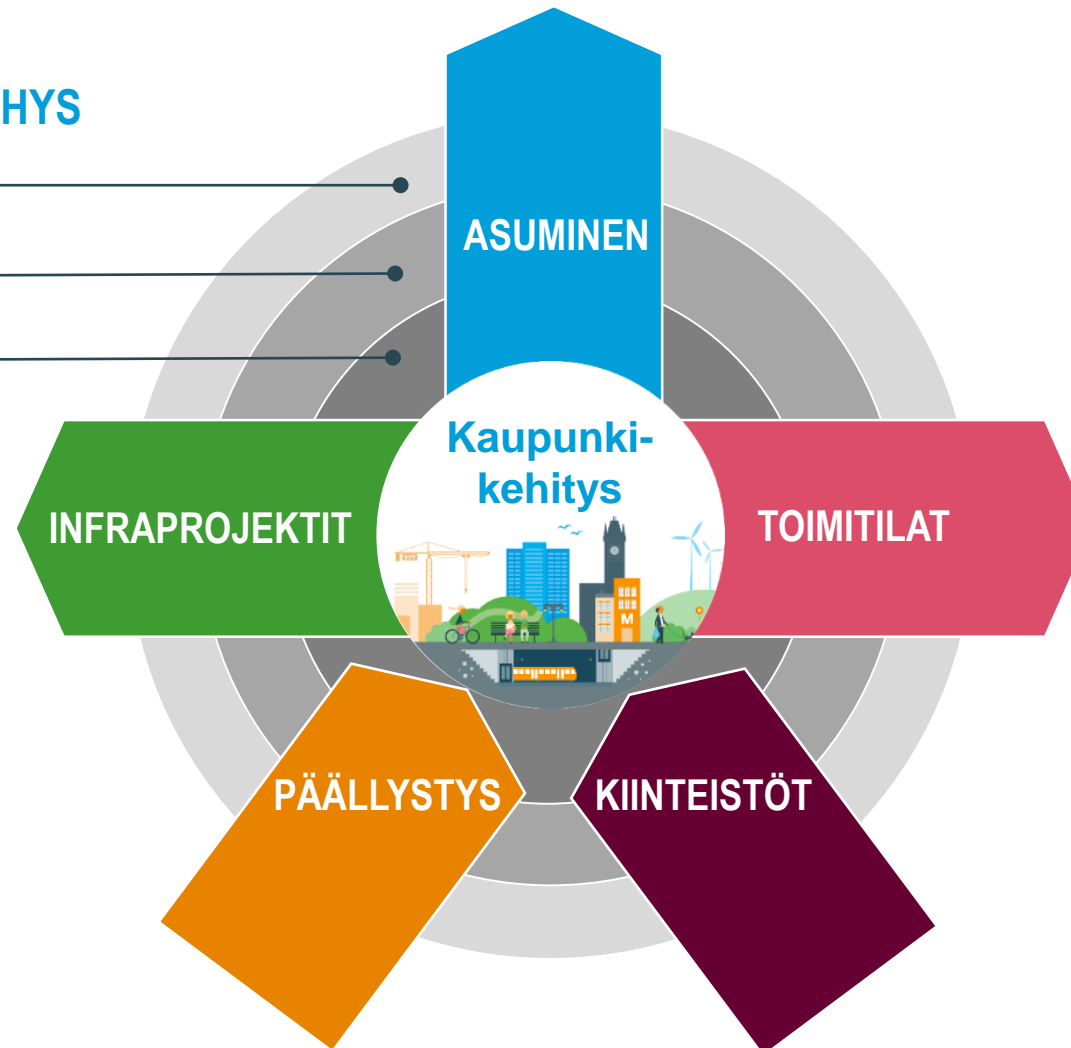 HYS
ASUMINEN
Kaupunki-
kehitys
INFRAPROJEKTIT
TOIMITILAT
M
PÄÄLLYSTYS
KIINTEISTÖT